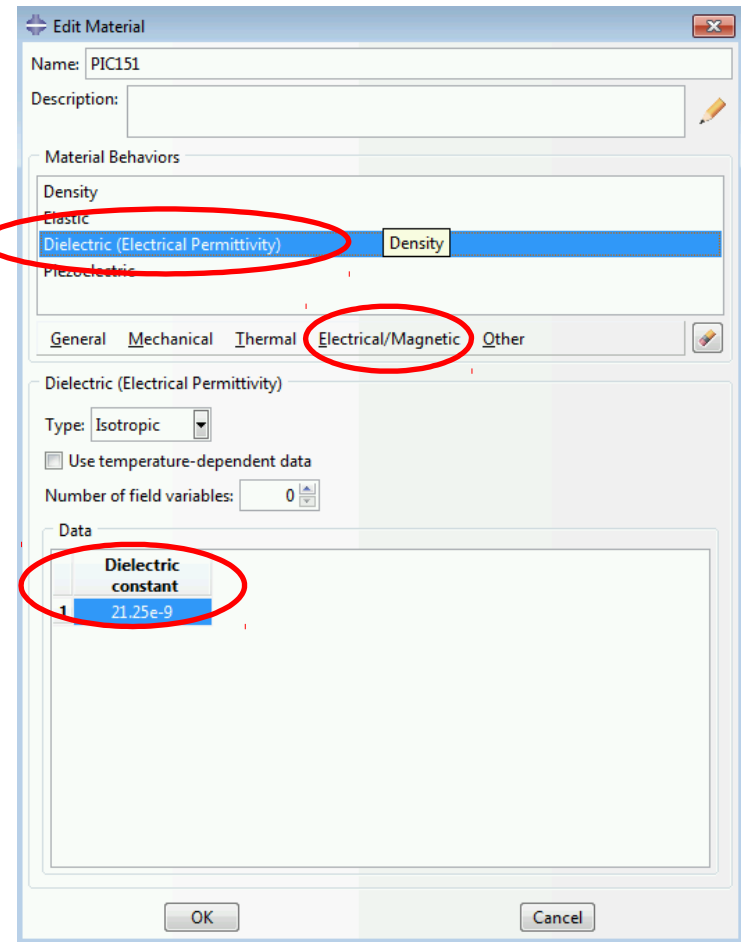 Edit Material
Name: PIC151
Description:
Material Behaviors
Density
Elastic
Dielectric (Electrical Permittivity)
Density
Piezoelectric
General Mechanical Thermal Electrical/Magnetic Other
Dielectric (Electrical Permittivity)
Type: Isotropic
Use temperature-dependent data
Number of field variables: 0
Data
Dielectric
constant
1 21.25e-9
OK Cancel